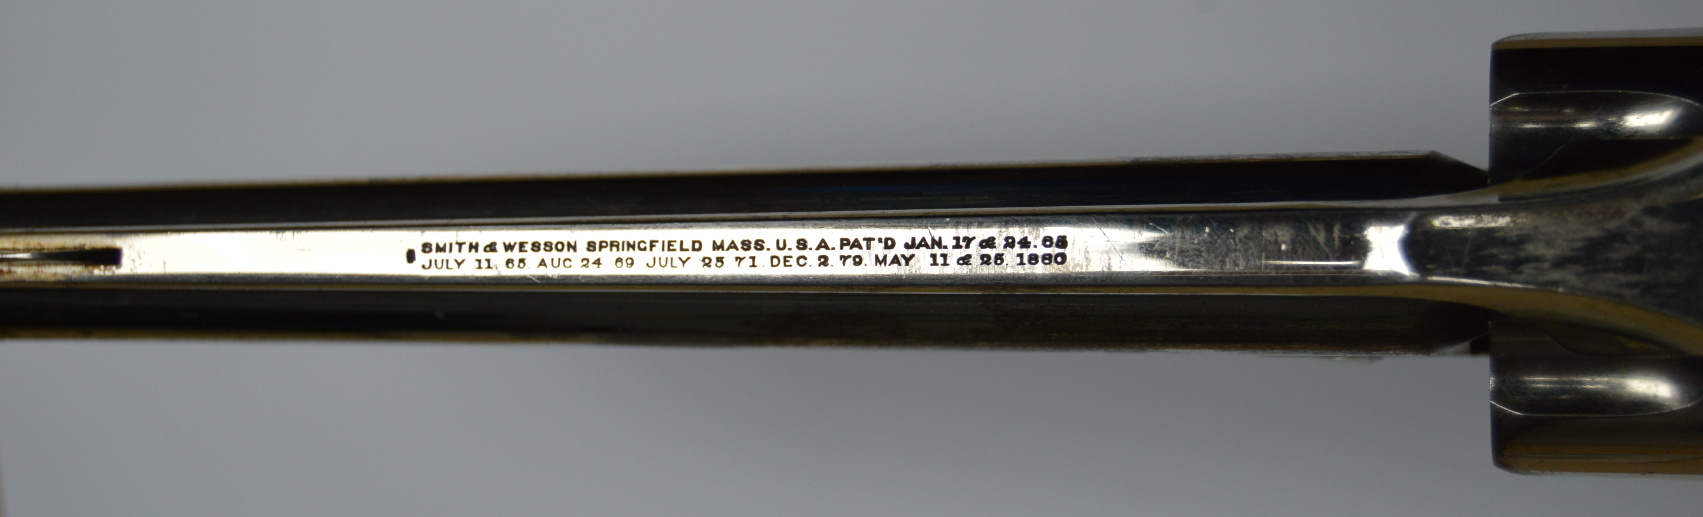 SMITH & WESSON SPRINGFIELD MASS. U.S.A. PAT'D JAN. 17 & 24. 65
JULY 11. 65 AUG 24 69 JULY 25 71. DEC. 2. 79. MAY 11 & 25 1880